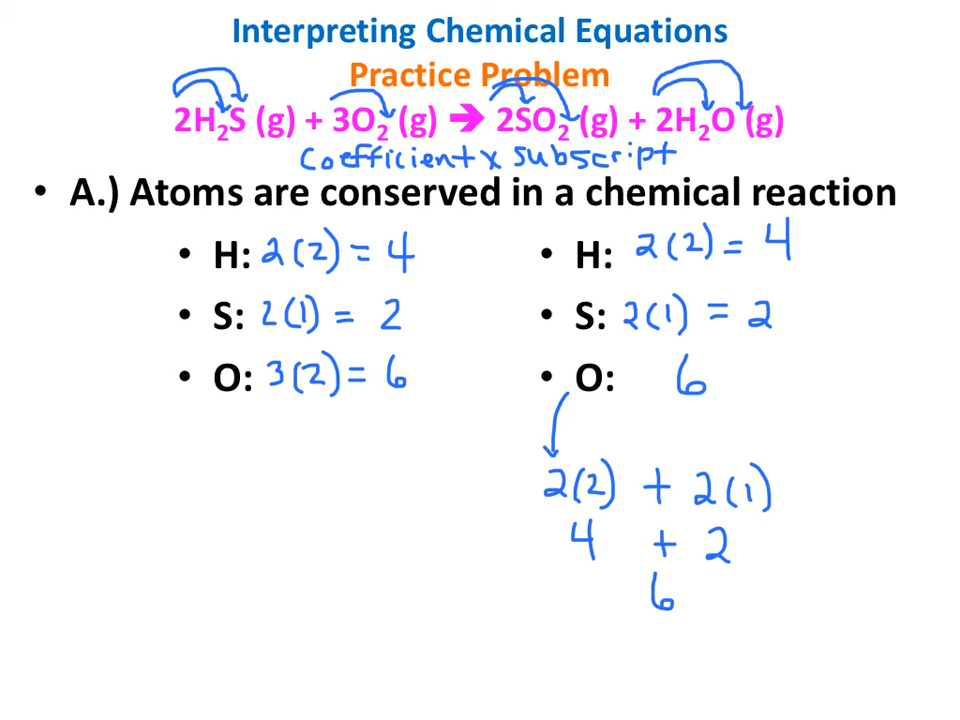 Interpreting Chemical Equations
Practice Problem
2H₂S (g) + 3O₂ (g) 🡪 2SO₂ (g) + 2H₂O (g)
Coefficient x subscript
• A.) Atoms are conserved in a chemical reaction
• H: 2(2) = 4 • H: 2(2) = 4
• S: 2(1) = 2 • S: 2(1) = 2
• O: 3(2) = 6 • O: 6
2(2) + 2(1)
4 + 2
6